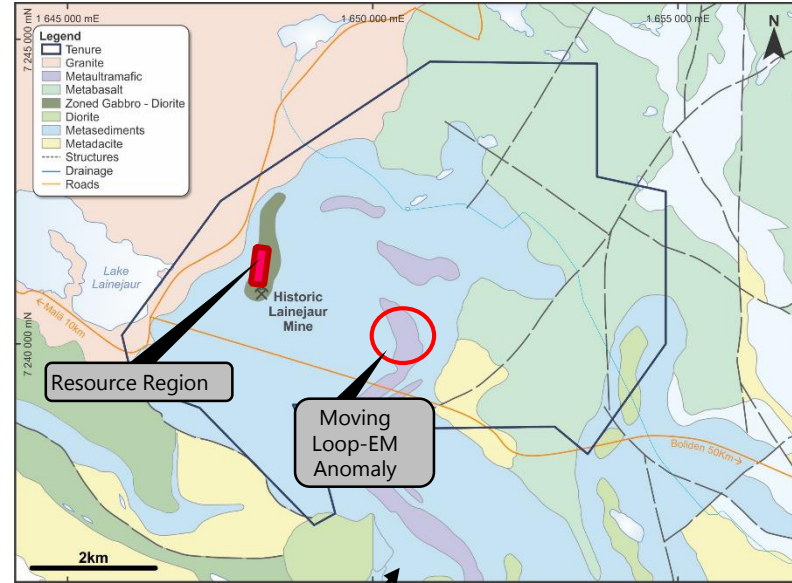 1 645 000 mE
1 650 000 mE
1 655 000 mE
N
7 245 000 mN
Legend
Tenure
Granite
Metaultramafic
Metabasalt
Zoned Gabbro - Diorite
Diorite
Metasediments
Metadacite
Structures
Drainage
Roads
Lake
Lainejaur
Historic
Lainejaur
Mine
←Malå 10km
7 240 000 mN
Resource Region
Moving
Loop-EM
Anomaly
Boliden 50Km→
2km